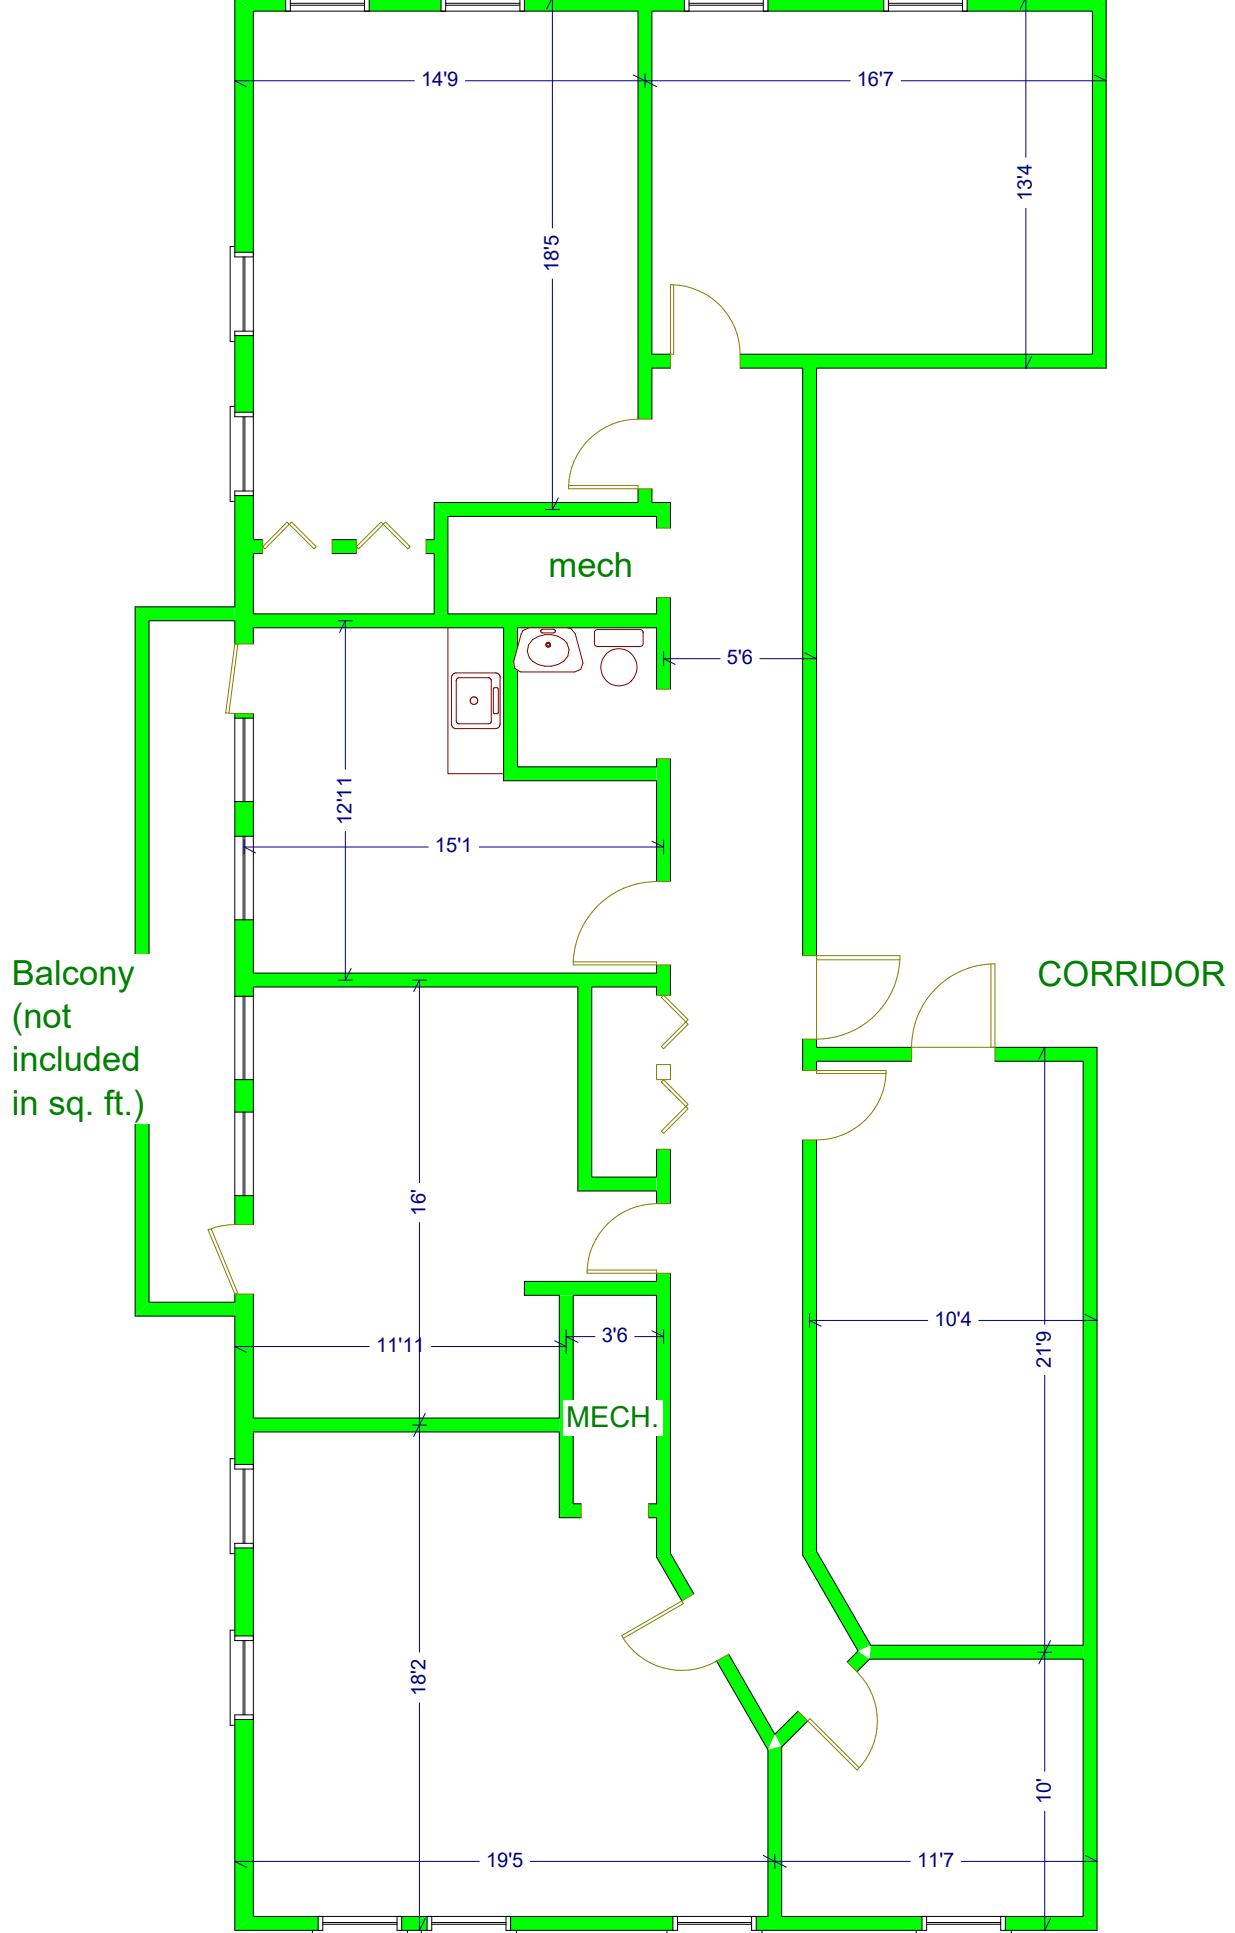 14'9
16'7
13'4
18'5
mech
5'6
12'11
15'1
Balcony
(not
included
in sq. ft.)
CORRIDOR
16'
10'4
21'9
11'11
3'6
MECH.
18'2
10'
19'5
11'7